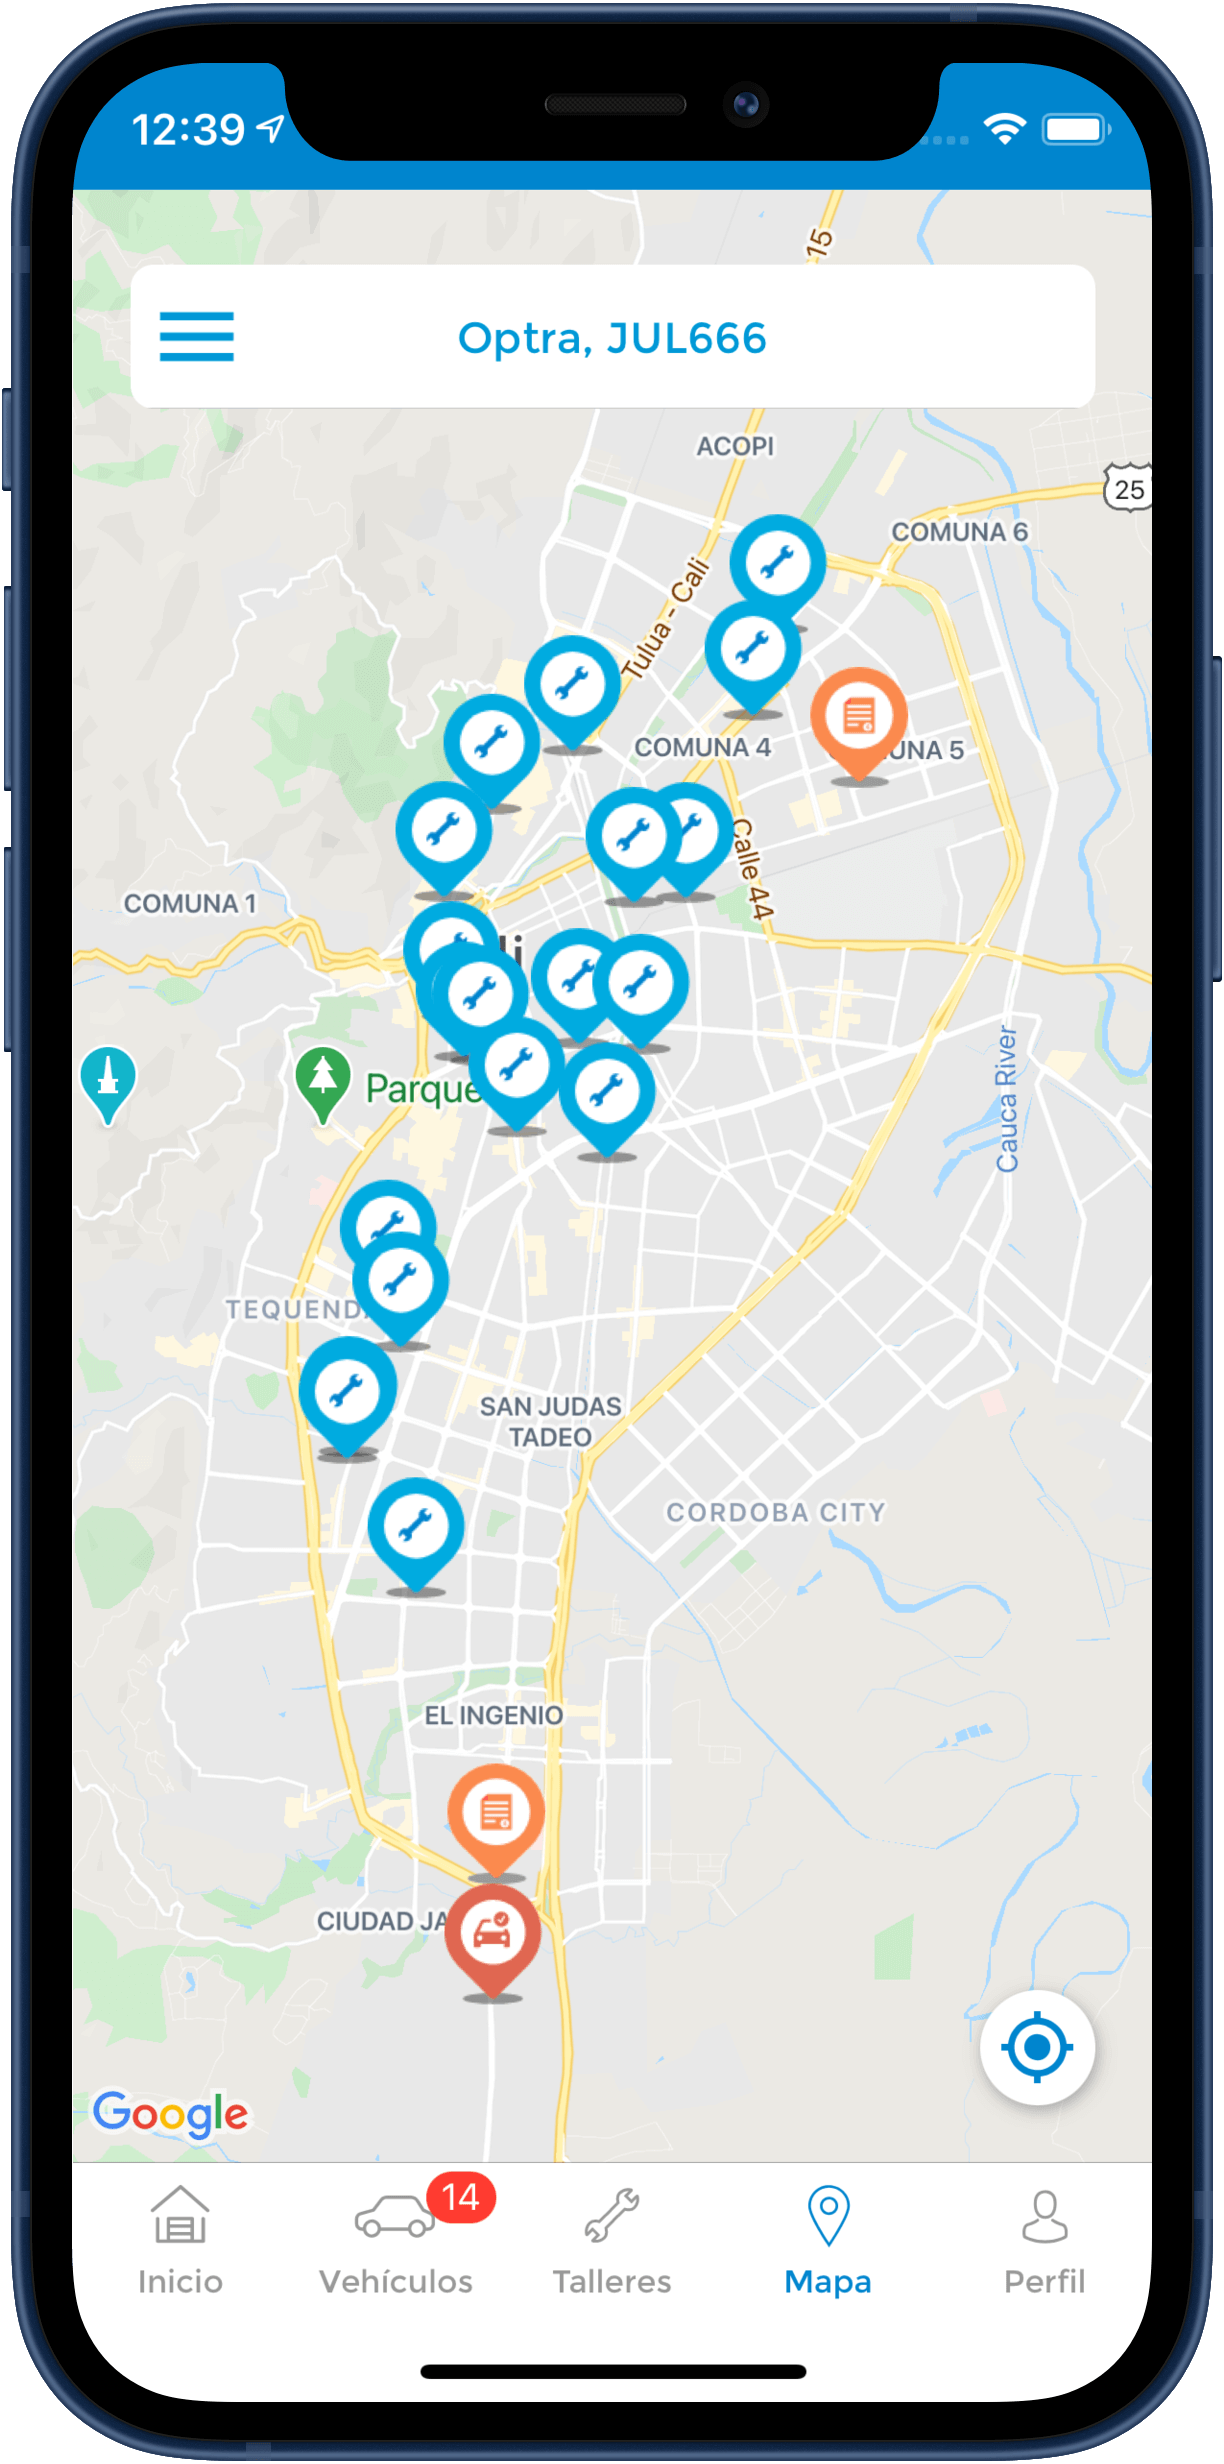 12:39
15
Optra, JUL666
ACOPI
25
COMUNA 6
Tulua - Cali
COMUNA 4
UNA 5
Calle 44
COMUNA 1
li
Cauca River
Parque
TEQUEND
SAN JUDAS
TADEO
CORDOBA CITY
EL INGENIO
CIUDAD JA
Google
14
Inicio
Vehículos
Talleres
Mapa
Perfil